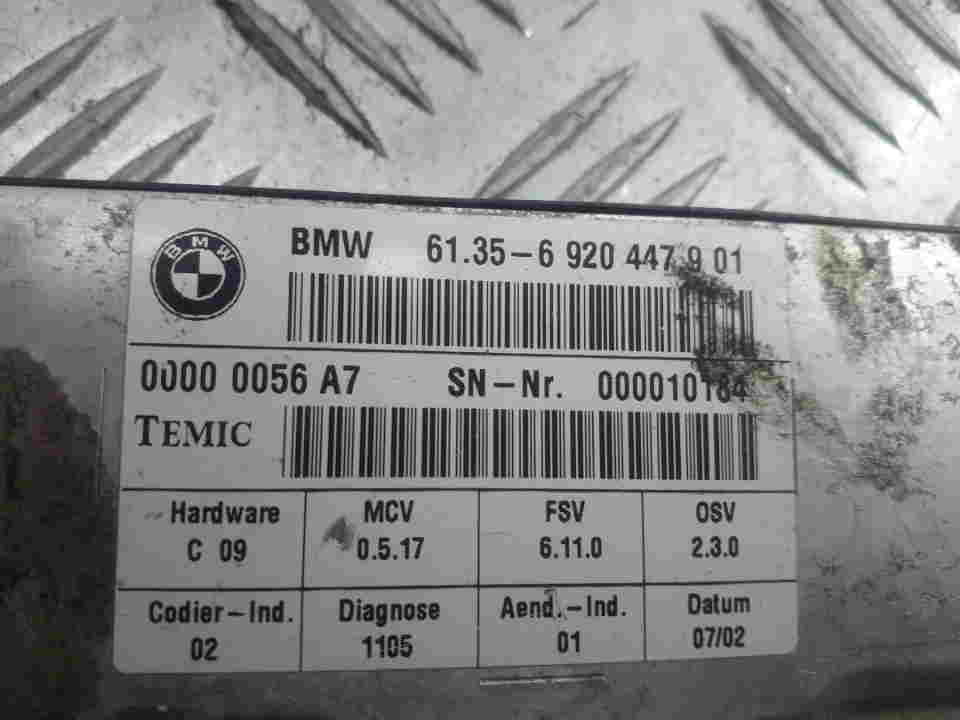 BMW 61.35-6 920 447 9 01
BMW
0000 0056 A7 SN-Nr. 000010184
TEMIC
Hardware MCV FSV OSV
C 09 0.5.17 6.11.0 2.3.0
Codier-Ind. Diagnose Aend.-Ind. Datum
02 1105 01 07/02